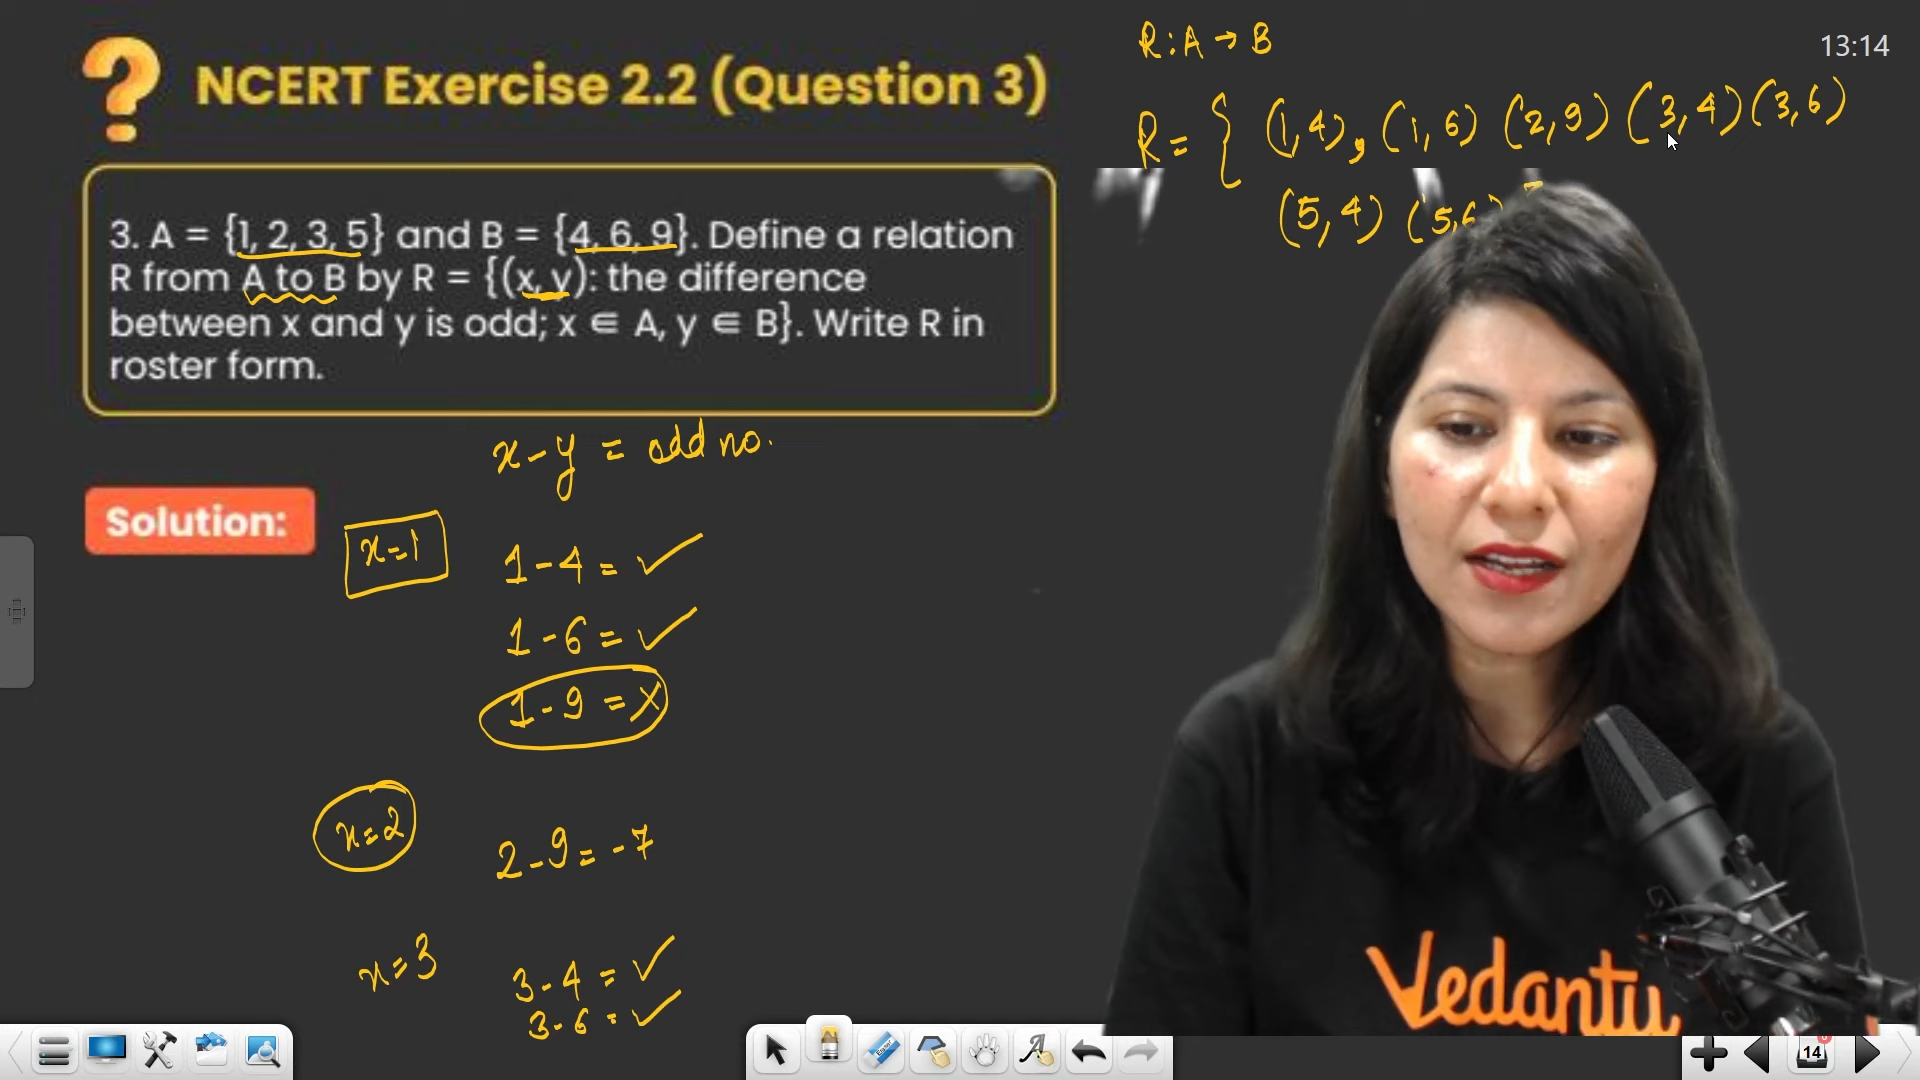 NCERT Exercise 2.2 (Question 3)
R : A → B
13:14
R = { (1,4), (1,6) (2,9) (3,4) (3,6)
(5,4) (5,6)
3. A = {1, 2, 3, 5} and B = {4, 6, 9}. Define a relation
R from A to B by R = {(x, y): the difference
between x and y is odd; x ∈ A, y ∈ B}. Write R in
roster form.
x - y = odd no.
Solution:
x=1
1 - 4 = ✓
1 - 6 = ✓
1 - 9 = X
x=2
2 - 9 = -7
x=3
3 - 4 = ✓
3 - 6 = ✓
Vedantu
14